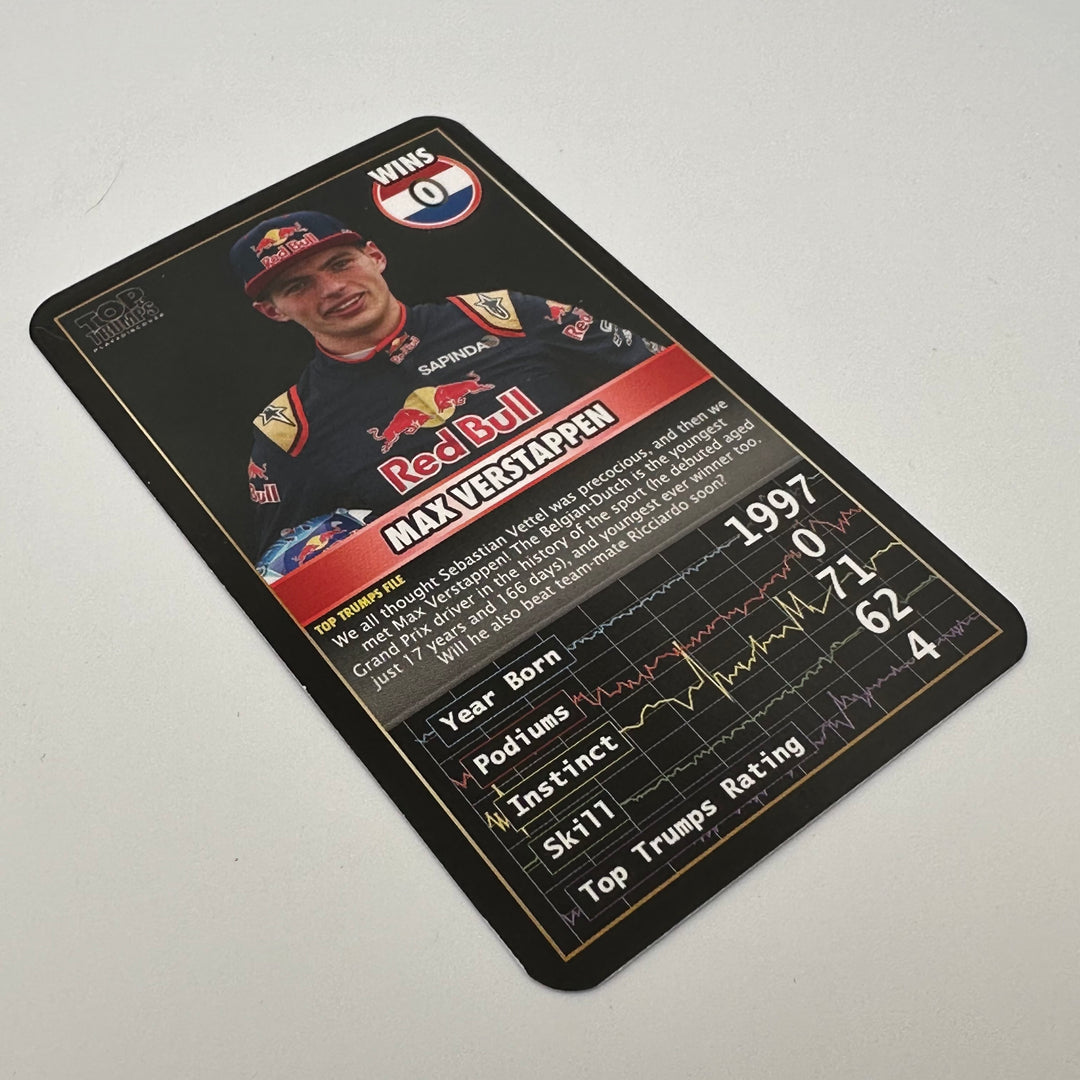 WINS
0
TOP
TRUMPS
Red Bull
SAPINDA
Red Bull
Red
Bull
Red Bull
MAX VERSTAPPEN
TOP TRUMPS FILE
We all thought Sebastian Vettel was precocious, and then we
met Max Verstappen! The Belgian-Dutch is the youngest
Grand Prix driver in the history of the sport (he debuted aged
just 17 years and 166 days), and youngest ever winner too.
Will he also beat team-mate Ricciardo soon?
Year Born 1997
Podiums 0
Instinct 71
Skill 62
Top Trumps Rating 4